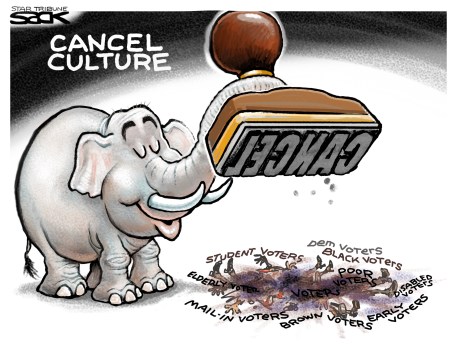 STAR TRIBUNE
SACK
CANCEL
CULTURE
CANCEL
STUDENT VOTERS
Dem VOTERS
BLACK VOTERS
ELDERLY VOTERS
VOTER
POOR
VOTERS
DISABLED
VOTERS
MAIL-IN VOTERS
BROWN VOTERS
EARLY
VOTERS